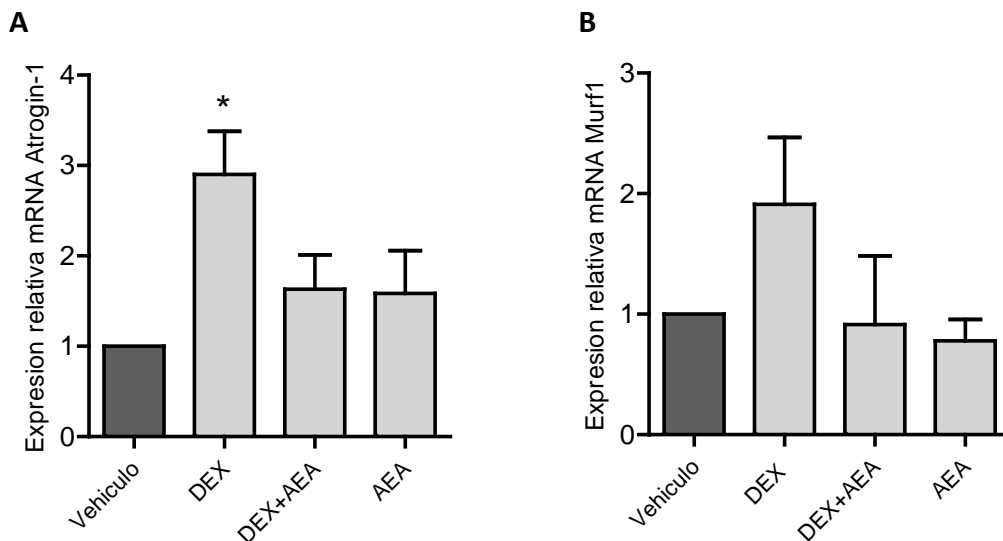 A
Expresion relativa mRNA Atrogin-1
4
3
2
1
0
*
Vehiculo
DEX
DEX+AEA
AEA
B
Expresion relativa mRNA Murf1
3
2
1
0
Vehiculo
DEX
DEX+AEA
AEA